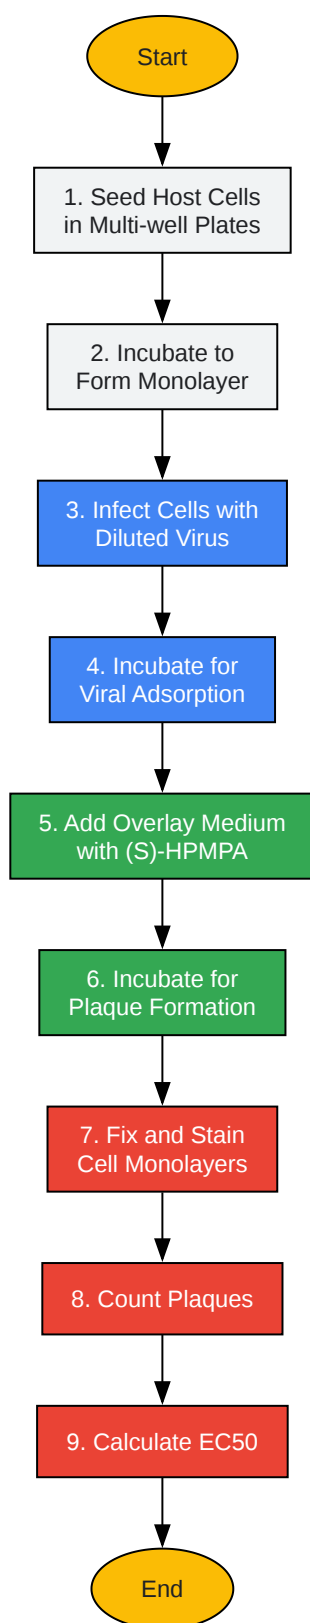 Start
1. Seed Host Cells
in Multi-well Plates
2. Incubate to
Form Monolayer
3. Infect Cells with
Diluted Virus
4. Incubate for
Viral Adsorption
5. Add Overlay Medium
with (S)-HPMPA
6. Incubate for
Plaque Formation
7. Fix and Stain
Cell Monolayers
8. Count Plaques
9. Calculate EC50
End